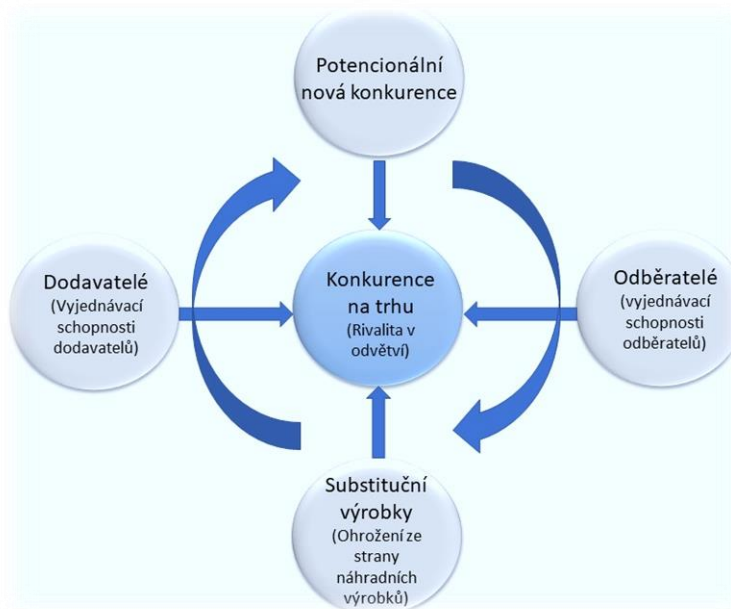 Potencionální
nová konkurence
Dodavatelé
(Vyjednávací
schopnosti
dodavatelů)
Konkurence
na trhu
(Rivalita v
odvětví)
Odběratelé
(vyjednávací
schopnosti
odběratelů)
Substituční
výrobky
(Ohrožení ze
strany
náhradních
výrobků)